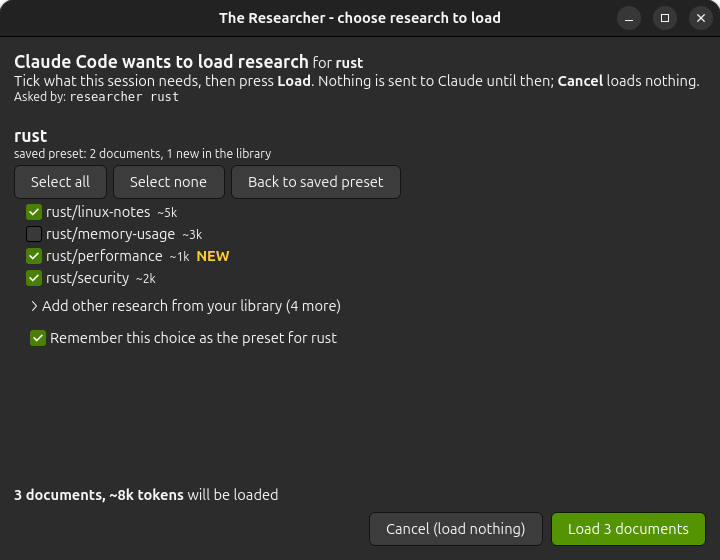 The Researcher - choose research to load
Claude Code wants to load research for rust
Tick what this session needs, then press Load. Nothing is sent to Claude until then; Cancel loads nothing.
Asked by: researcher rust
rust
saved preset: 2 documents, 1 new in the library
Select all
Select none
Back to saved preset
rust/linux-notes ~5k
rust/memory-usage ~3k
rust/performance ~1k NEW
rust/security ~2k
Add other research from your library (4 more)
Remember this choice as the preset for rust
3 documents, ~8k tokens will be loaded
Cancel (load nothing)
Load 3 documents